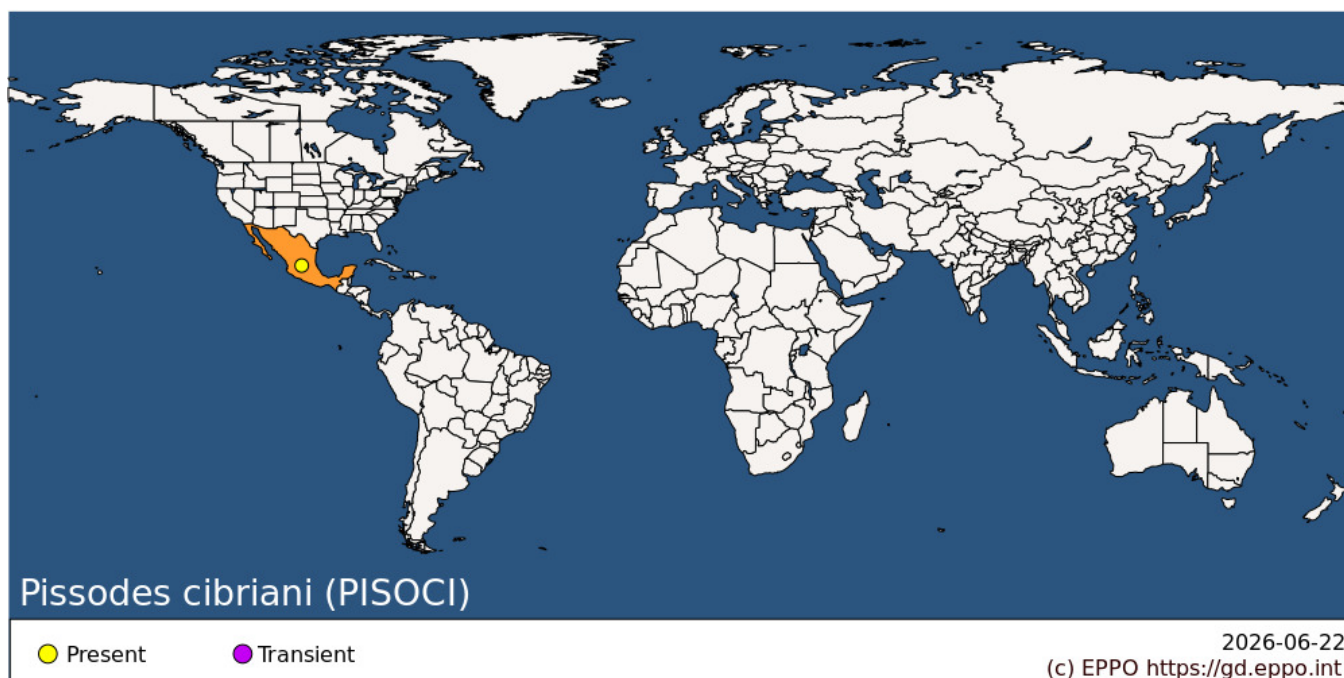 Pissodes cibriani (PISOCI)
Present
Transient
2026-06-22
(c) EPPO https://gd.eppo.int